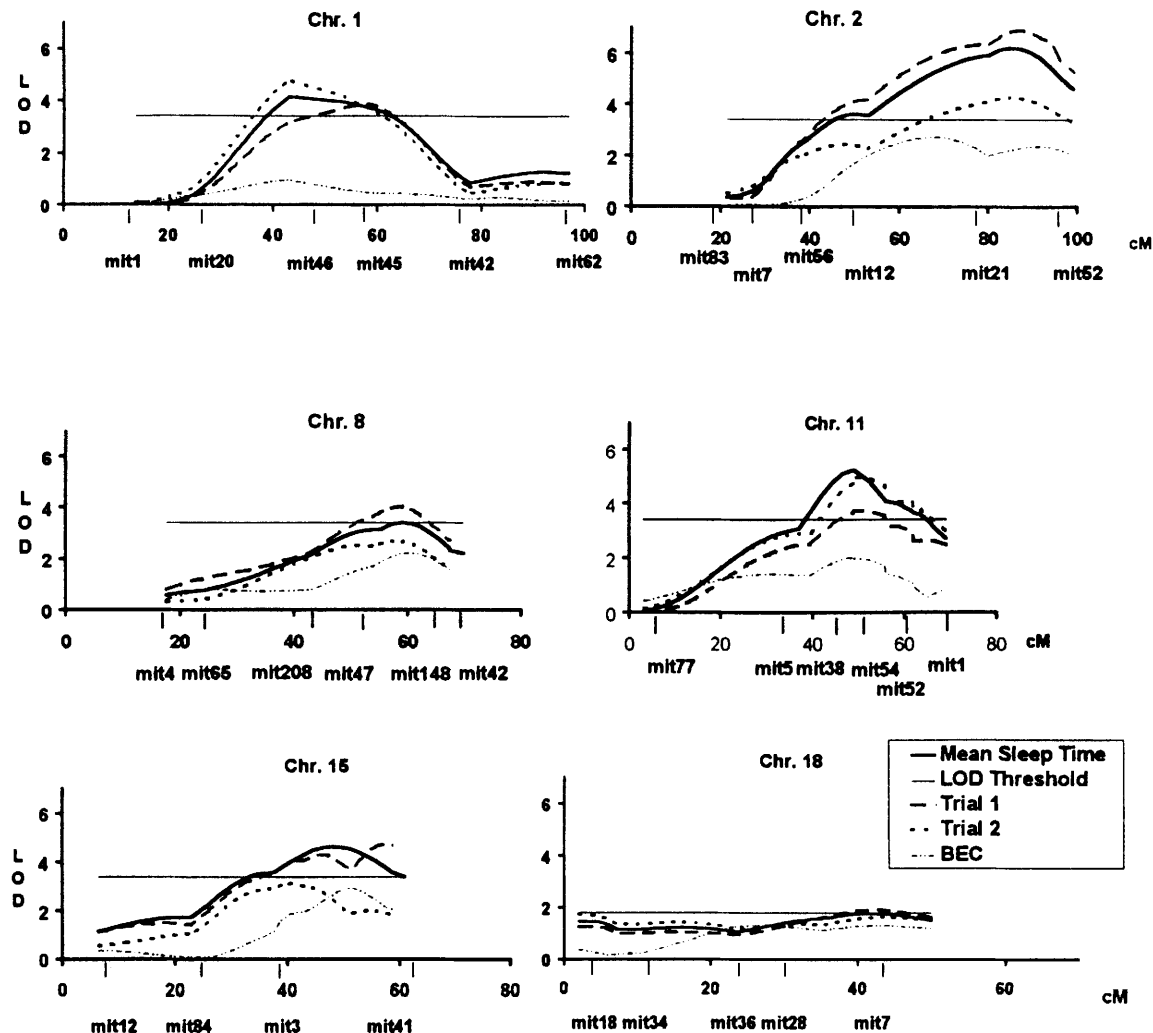 Chr. 1
6
4
2
0
L
O
D
0 20 40 60 80 100
mit1 mit20 mit46 mit45 mit42 mit62
Chr. 2
6
4
2
0
0 20 40 60 80 100 cM
mit83 mit7 mit56 mit12 mit21 mit52
Chr. 8
6
4
2
0
L
O
D
0 20 40 60 80
mit4 mit65 mit208 mit47 mit148 mit42
Chr. 11
6
4
2
0
0 20 40 60 80 cM
mit77 mit5 mit38 mit54 mit52 mit1
Chr. 15
6
4
2
0
L
O
D
0 20 40 60 80
mit12 mit84 mit3 mit41
Chr. 18
6
4
2
0
0 20 40 60 cM
mit18 mit34 mit36 mit28 mit7
Mean Sleep Time
LOD Threshold
Trial 1
Trial 2
BEC